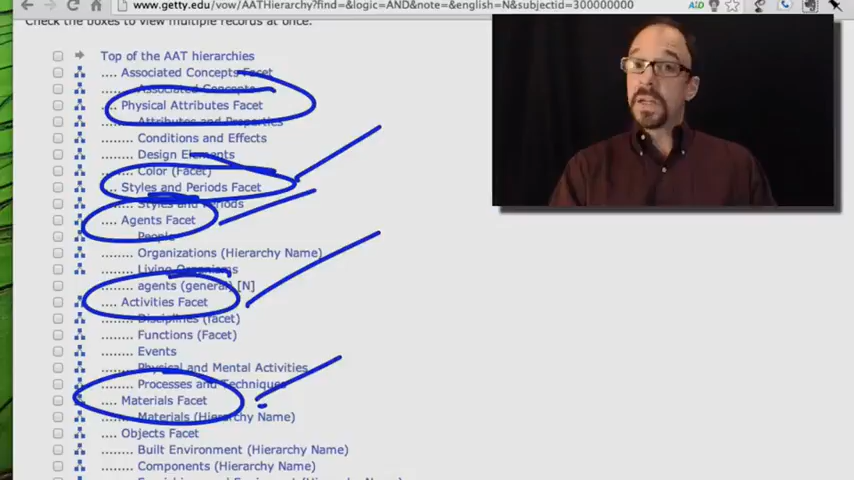 www.getty.edu/vow/AATHierarchy?find=&logic=AND&note=&english=N&subjectid=300000000
Check the boxes to view multiple records at once.
Top of the AAT hierarchies
.... Associated Concepts Facet
........ Associated Concepts
.... Physical Attributes Facet
........ Attributes and Properties
........ Conditions and Effects
........ Design Elements
........ Color (Facet)
.... Styles and Periods Facet
........ Styles and Periods
.... Agents Facet
........ People
........ Organizations (Hierarchy Name)
........ Living Organisms
........ agents (general) [N]
.... Activities Facet
........ Disciplines (facet)
........ Functions (Facet)
........ Events
........ Physical and Mental Activities
........ Processes and Techniques
.... Materials Facet
........ Materials (Hierarchy Name)
.... Objects Facet
........ Built Environment (Hierarchy Name)
........ Components (Hierarchy Name)